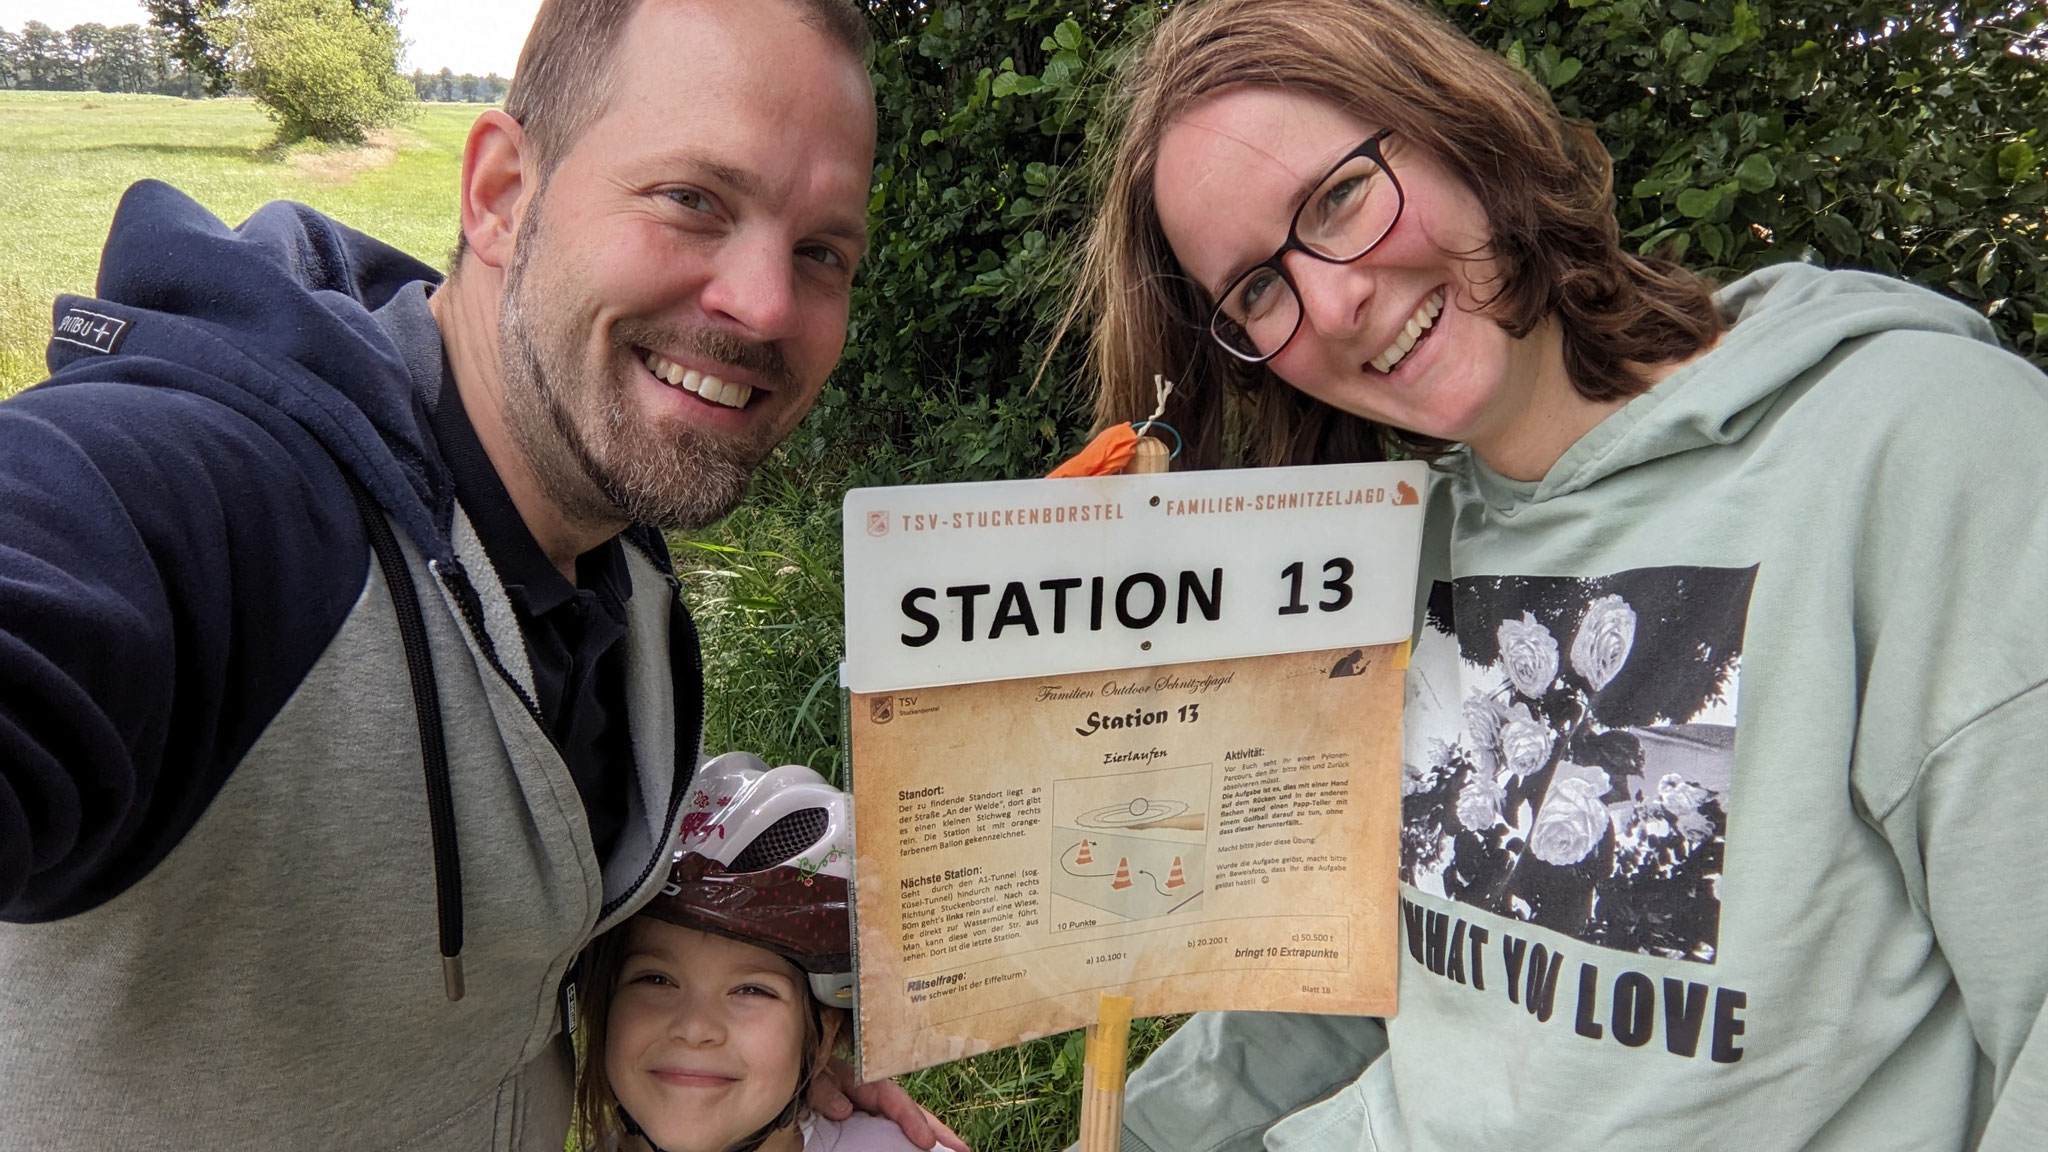 TSV-STUCKENBORSTEL FAMILIEN-SCHNITZELJAGD
STATION 13
TSV
Stuckenborstel
Familien Outdoor Schnitzeljagd
Station 13
Eierlaufen
Standort:
Der zu findende Standort liegt an
der Straße „An der Weide“, dort gibt
es einen kleinen Stichweg rechts
rein. Die Station ist mit orange-
farbenem Ballon gekennzeichnet.
Nächste Station:
Geht durch den A1-Tunnel (sog.
Küsel-Tunnel) hindurch nach rechts
Richtung Stuckenborstel. Nach ca.
80m geht's links rein auf eine Wiese,
die direkt zur Wassermühle führt.
Man kann diese von der Str. aus
sehen. Dort ist die letzte Station.
10 Punkte
Aktivität:
Vor Euch seht ihr einen Pylonen-
Parcours, den ihr bitte Hin und Zurück
absolvieren müsst.
Die Aufgabe ist es, dies mit einer Hand
auf dem Rücken und in der anderen
flachen Hand einen Papp-Teller mit
einem Golfball darauf zu tun, ohne
dass dieser herunterfällt.
Macht bitte jeder diese Übung.
Wurde die Aufgabe gelöst, macht bitte
ein Beweisfoto, dass ihr die Aufgabe
gelöst habt! ☺
Rätselfrage:
Wie schwer ist der Eiffelturm?
a) 10.100 t b) 20.200 t c) 50.500 t
bringt 10 Extrapunkte
Blatt 18
WHAT YOU LOVE